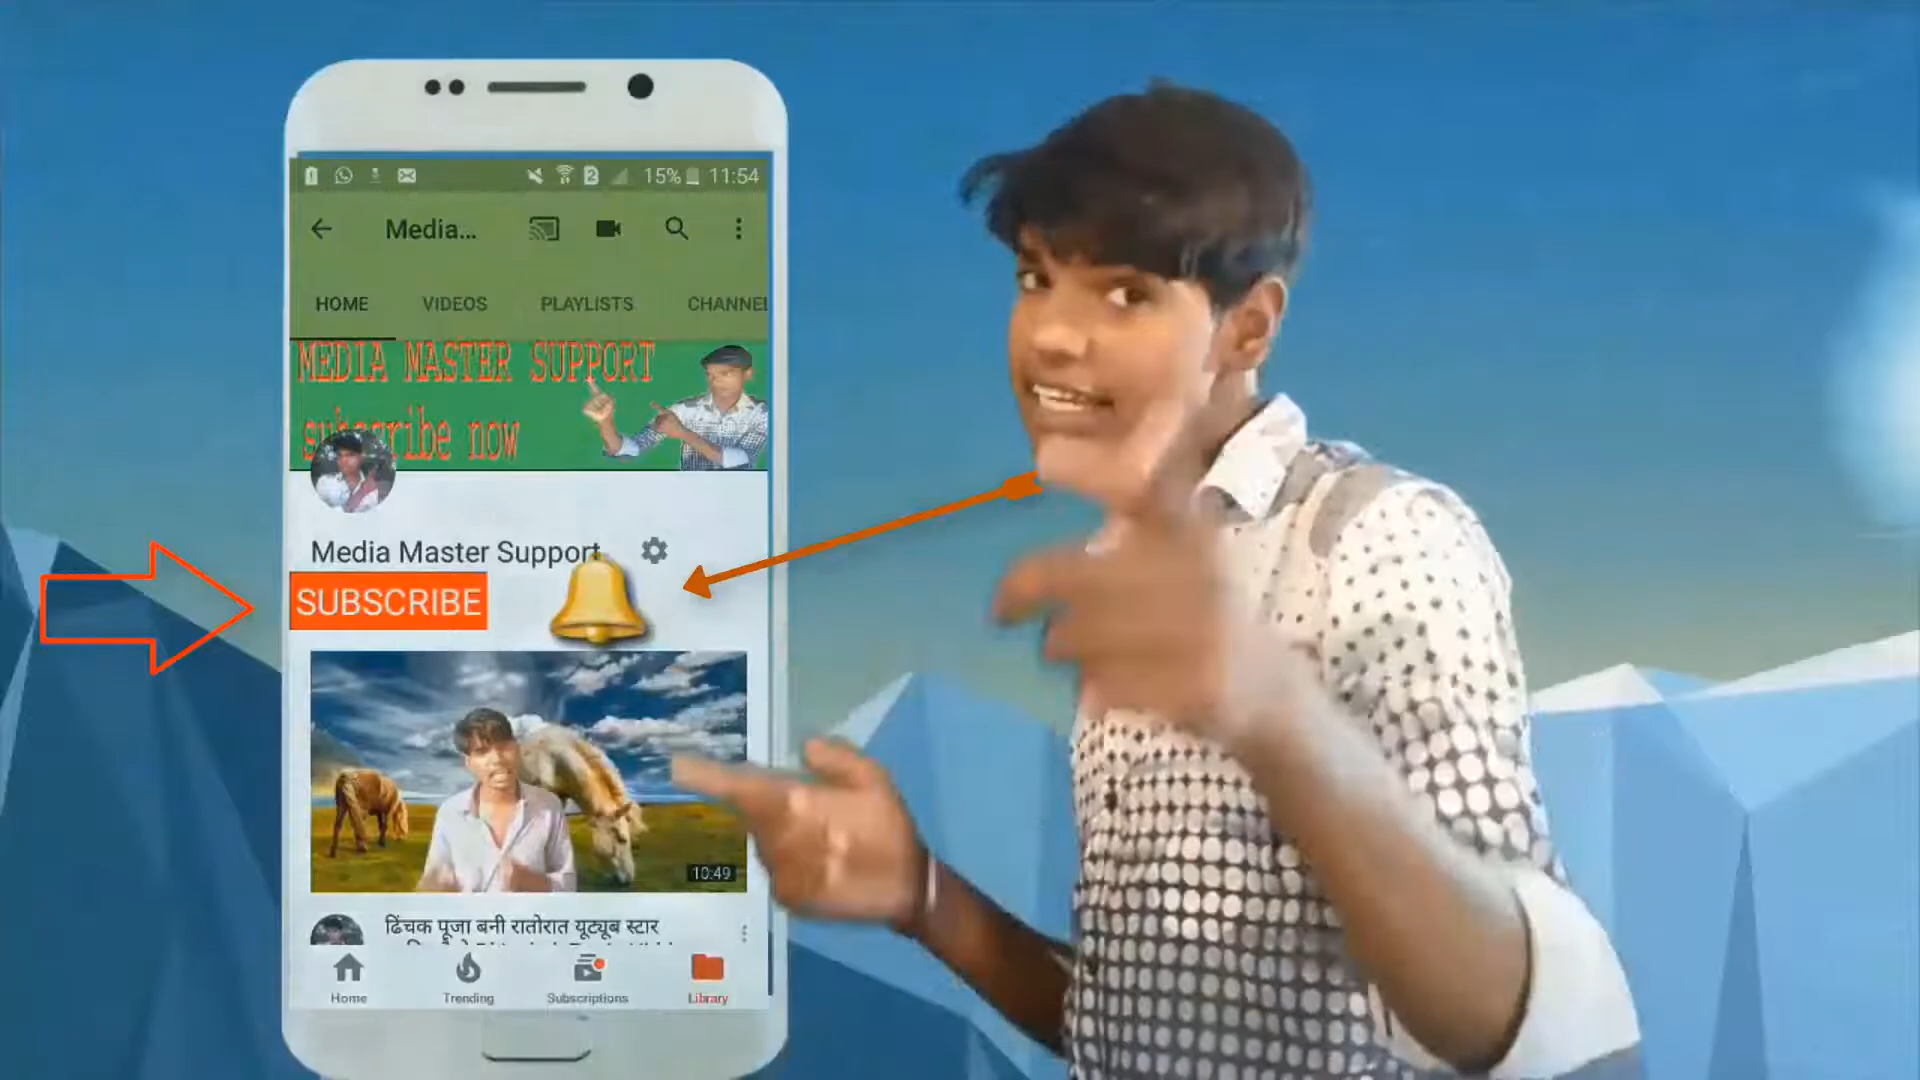 15% 11:54
Media...
HOME VIDEOS PLAYLISTS CHANNEL
MEDIA MASTER SUPPORT
subscribe now
Media Master Support
SUBSCRIBE
10:49
ढिंचक पूजा बनी रातोरात यूट्यूब स्टार
Home Trending Subscriptions Library